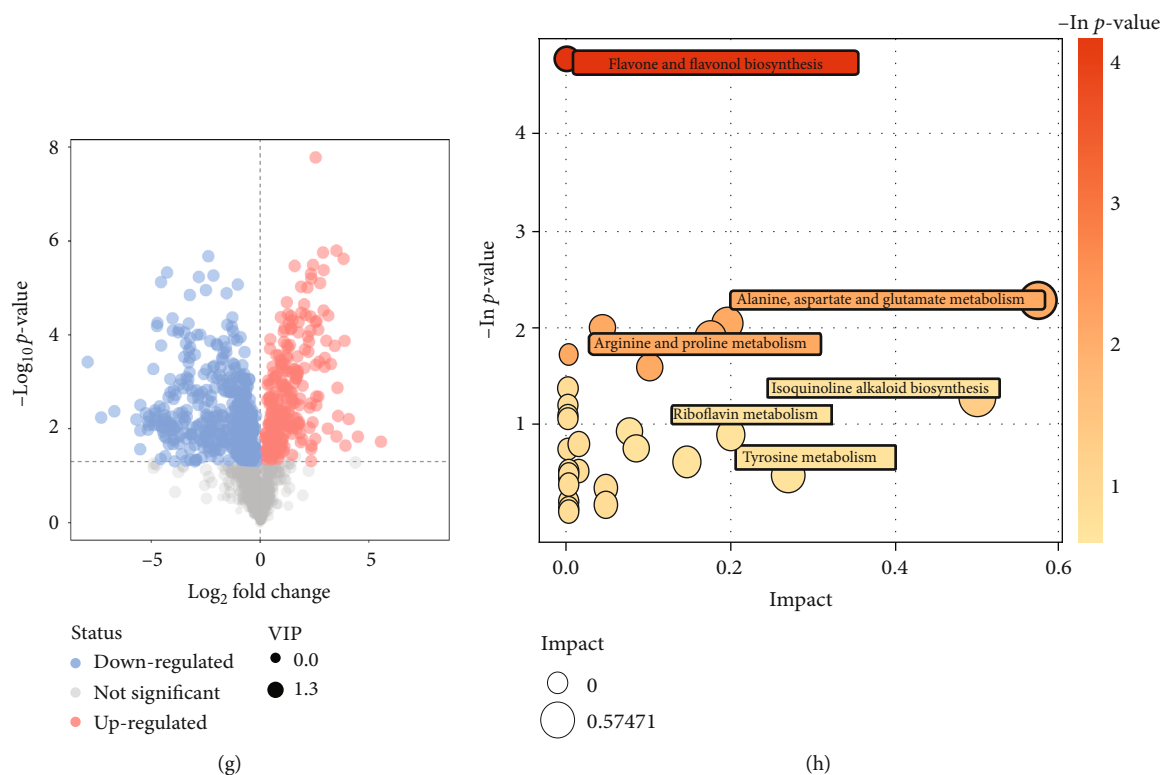 8
6
4
2
0
−Log10 p-value
−5
0
5
Log2 fold change
Status
Down-regulated
Not significant
Up-regulated
VIP
0.0
1.3
(g)
−In p-value
4
3
2
1
Flavone and flavonol biosynthesis
Alanine, aspartate and glutamate metabolism
Arginine and proline metabolism
Isoquinoline alkaloid biosynthesis
Riboflavin metabolism
Tyrosine metabolism
0.0
0.2
0.4
0.6
Impact
−In p-value
4
3
2
1
Impact
0
0.57471
(h)